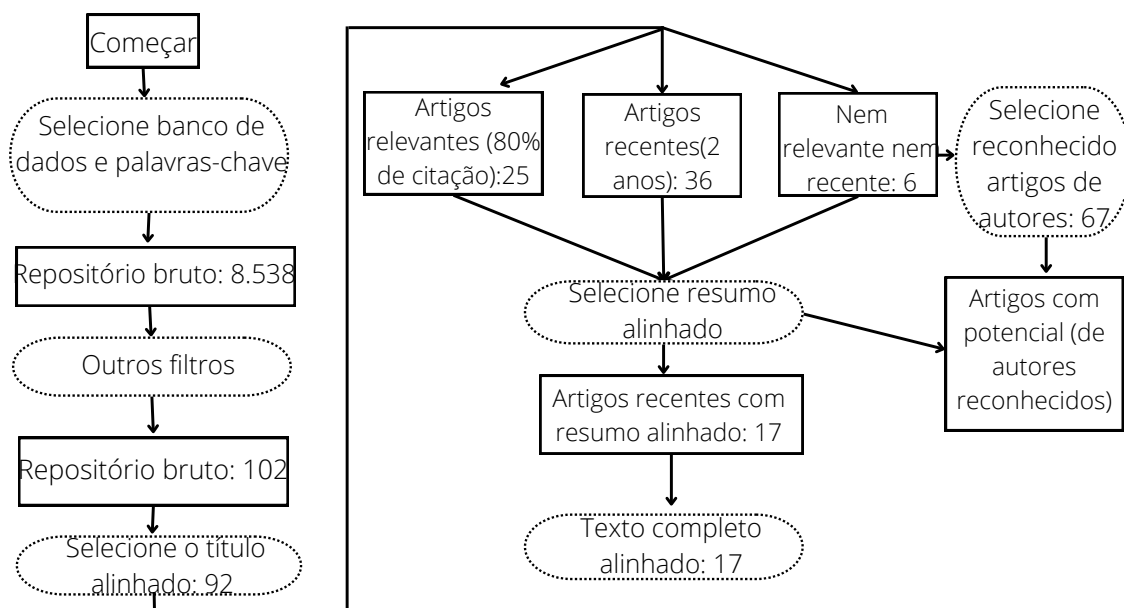 Começar
Selecione banco de
dados e palavras-chave
Repositório bruto: 8.538
Outros filtros
Repositório bruto: 102
Selecione o título
alinhado: 92
Artigos
relevantes (80%
de citação):25
Artigos
recentes(2
anos): 36
Nem
relevante nem
recente: 6
Selecione
reconhecido
artigos de
autores: 67
Selecione resumo
alinhado
Artigos com
potencial (de
autores
reconhecidos)
Artigos recentes com
resumo alinhado: 17
Texto completo
alinhado: 17